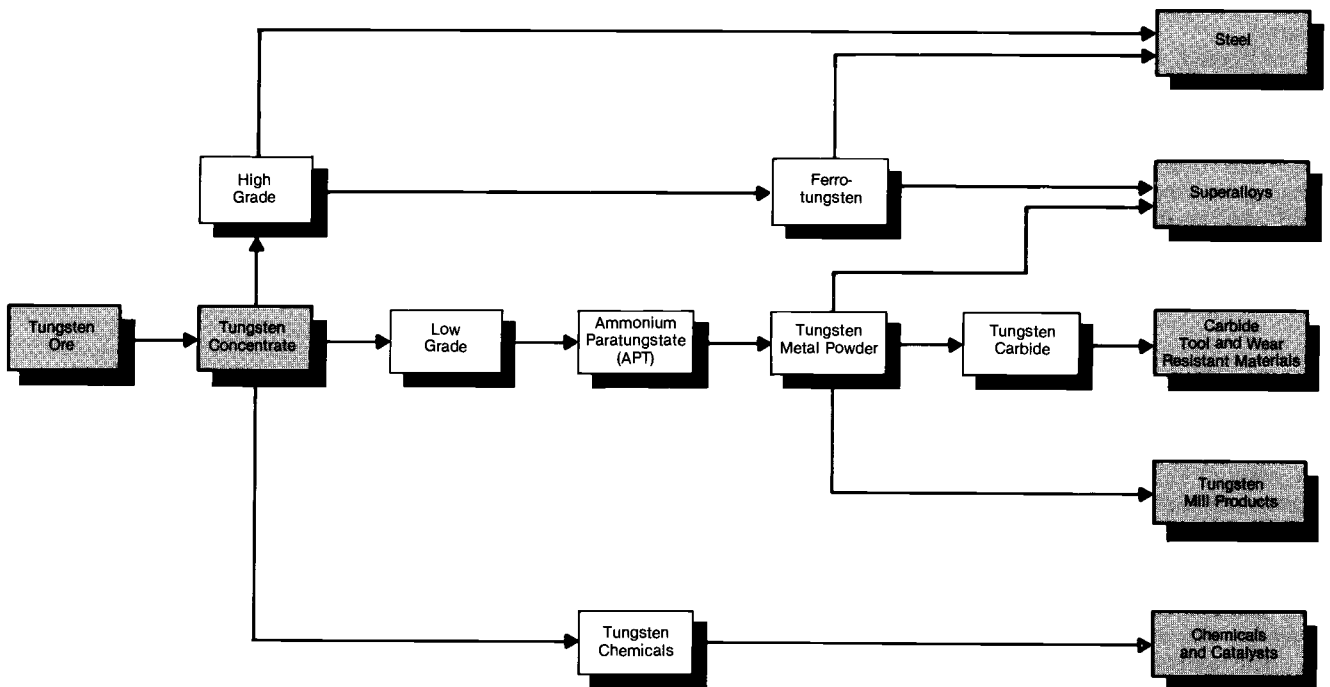 Steel
High
Grade
Ferro-
tungsten
Superalloys
Tungsten
Ore
Tungsten
Concentrate
Low
Grade
Ammonium
Paratungstate
(APT)
Tungsten
Metal Powder
Tungsten
Carbide
Carbide
Tool and Wear
Resistant Materials
Tungsten
Mill Products
Tungsten
Chemicals
Chemicals
and Catalysts